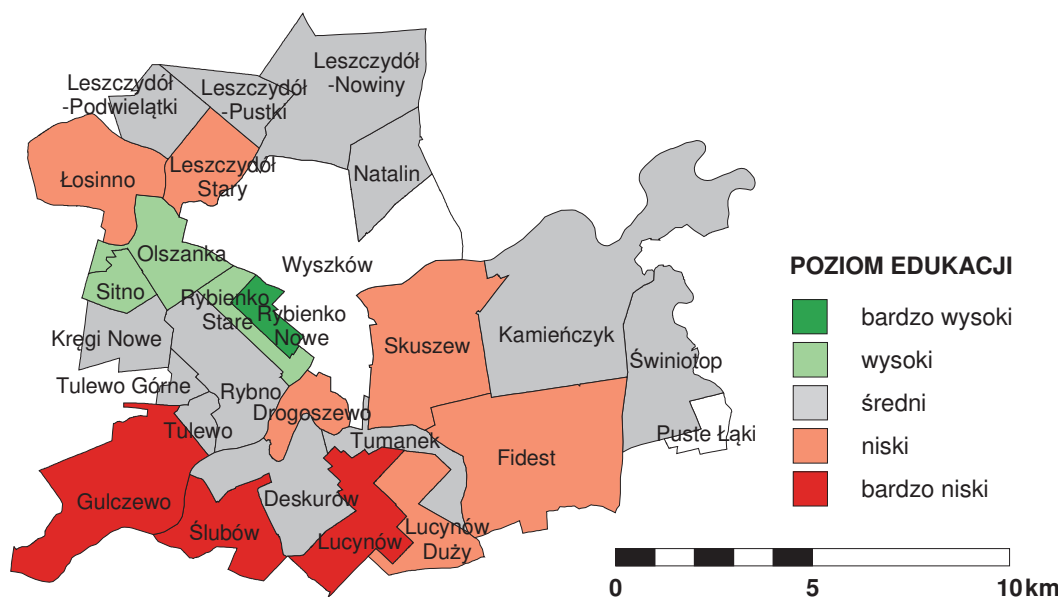 Leszczydół
-Nowiny
Leszczydół
-Podwielątki
Leszczydół
-Pustki
Łosinno
Leszczydół
Stary
Natalin
Olszanka
Wyszków
Sitno
Rybienko
Stare
Rybienko
Nowe
Kręgi Nowe
Skuszew
Kamieńczyk
Świniotop
Tulewo Górne
Rybno
Drogoszewo
Tulewo
Tumanek
Puste Łąki
Fidest
Gulczewo
Deskurów
Ślubów
Lucynów
Lucynów
Duży
POZIOM EDUKACJI
bardzo wysoki
wysoki
średni
niski
bardzo niski
0 5 10 km